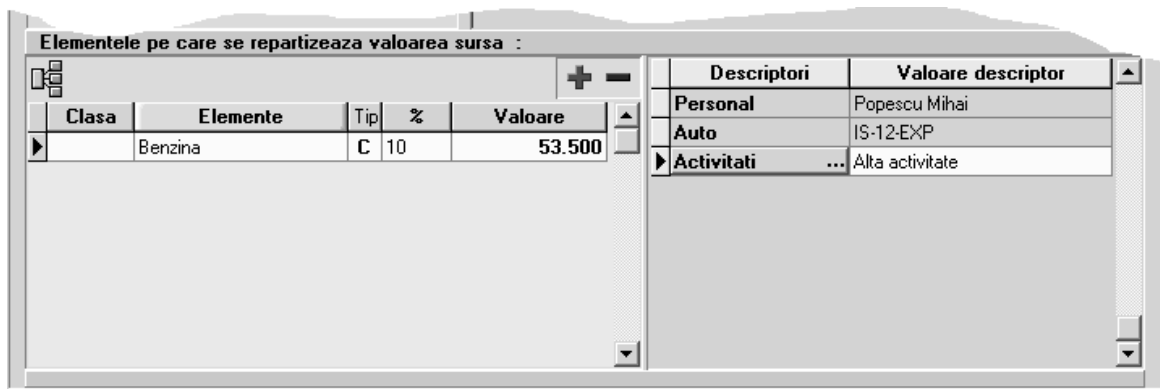 Elementele pe care se repartizeaza valoarea sursa :
Clasa Elemente Tip % Valoare
Benzina C 10 53.500
Descriptori Valoare descriptor
Personal Popescu Mihai
Auto IS-12-EXP
Activitati ... Alta activitate